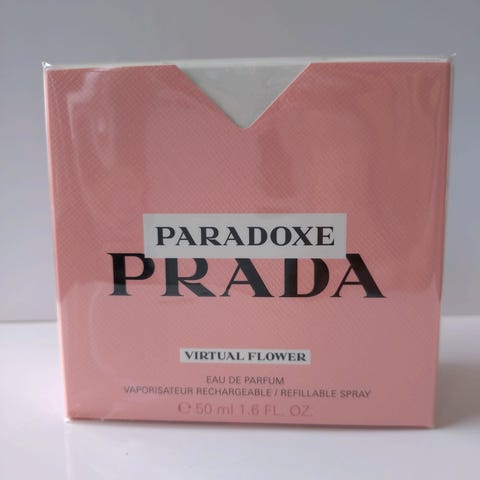 PARADOXE
PRADA
VIRTUAL FLOWER
EAU DE PARFUM
VAPORISATEUR RECHARGEABLE / REFILLABLE SPRAY
℮ 50 ml 1.6 FL. OZ.